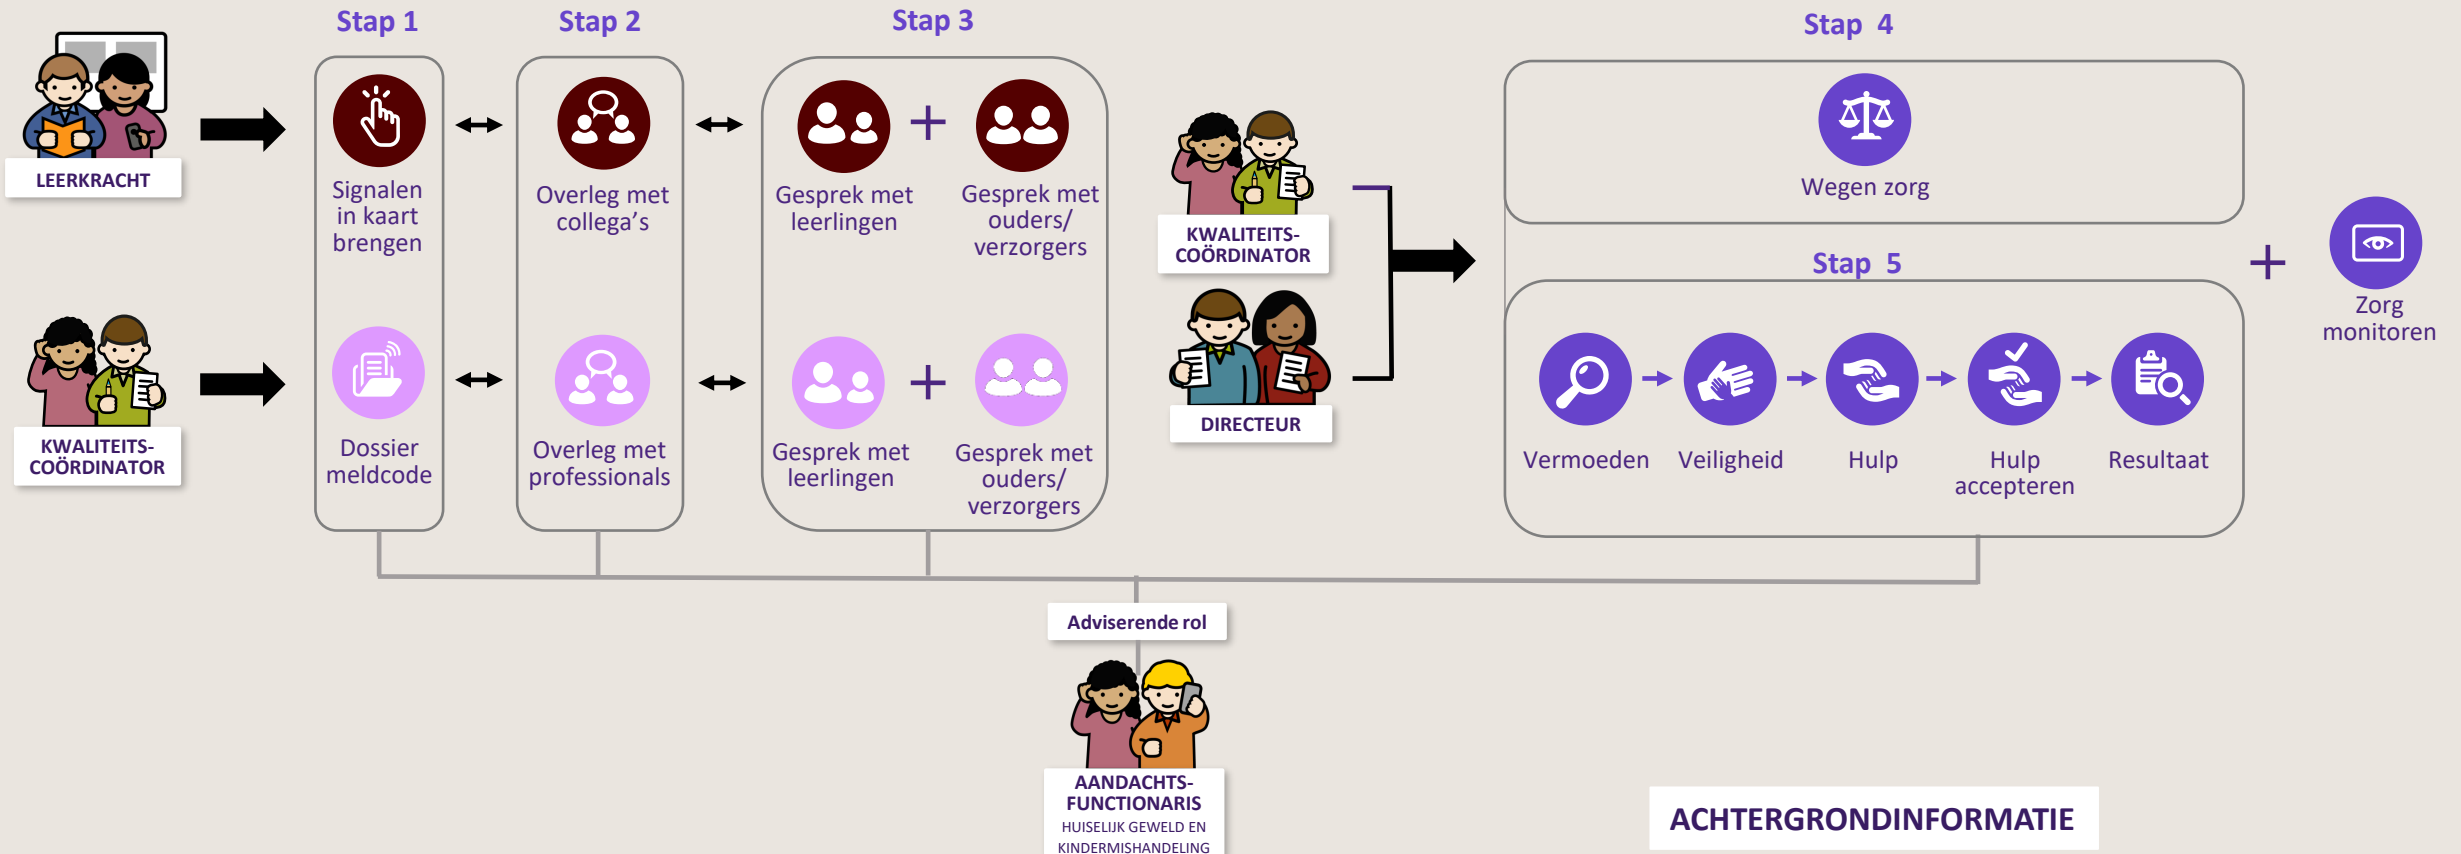 Stap 1
Stap 2
Stap 3
Stap 4
LEERKRACHT
Signalen
in kaart
brengen
Overleg met
collega's
Gesprek met
leerlingen
Gesprek met
ouders/
verzorgers
KWALITEITS-
COÖRDINATOR
Wegen zorg
Stap 5
Zorg
monitoren
KWALITEITS-
COÖRDINATOR
Dossier
meldcode
Overleg met
professionals
Gesprek met
leerlingen
Gesprek met
ouders/
verzorgers
DIRECTEUR
Vermoeden
Veiligheid
Hulp
Hulp
accepteren
Resultaat
Adviserende rol
AANDACHTS-
FUNCTIONARIS
HUISELIJK GEWELD EN
KINDERMISHANDELING
ACHTERGRONDINFORMATIE